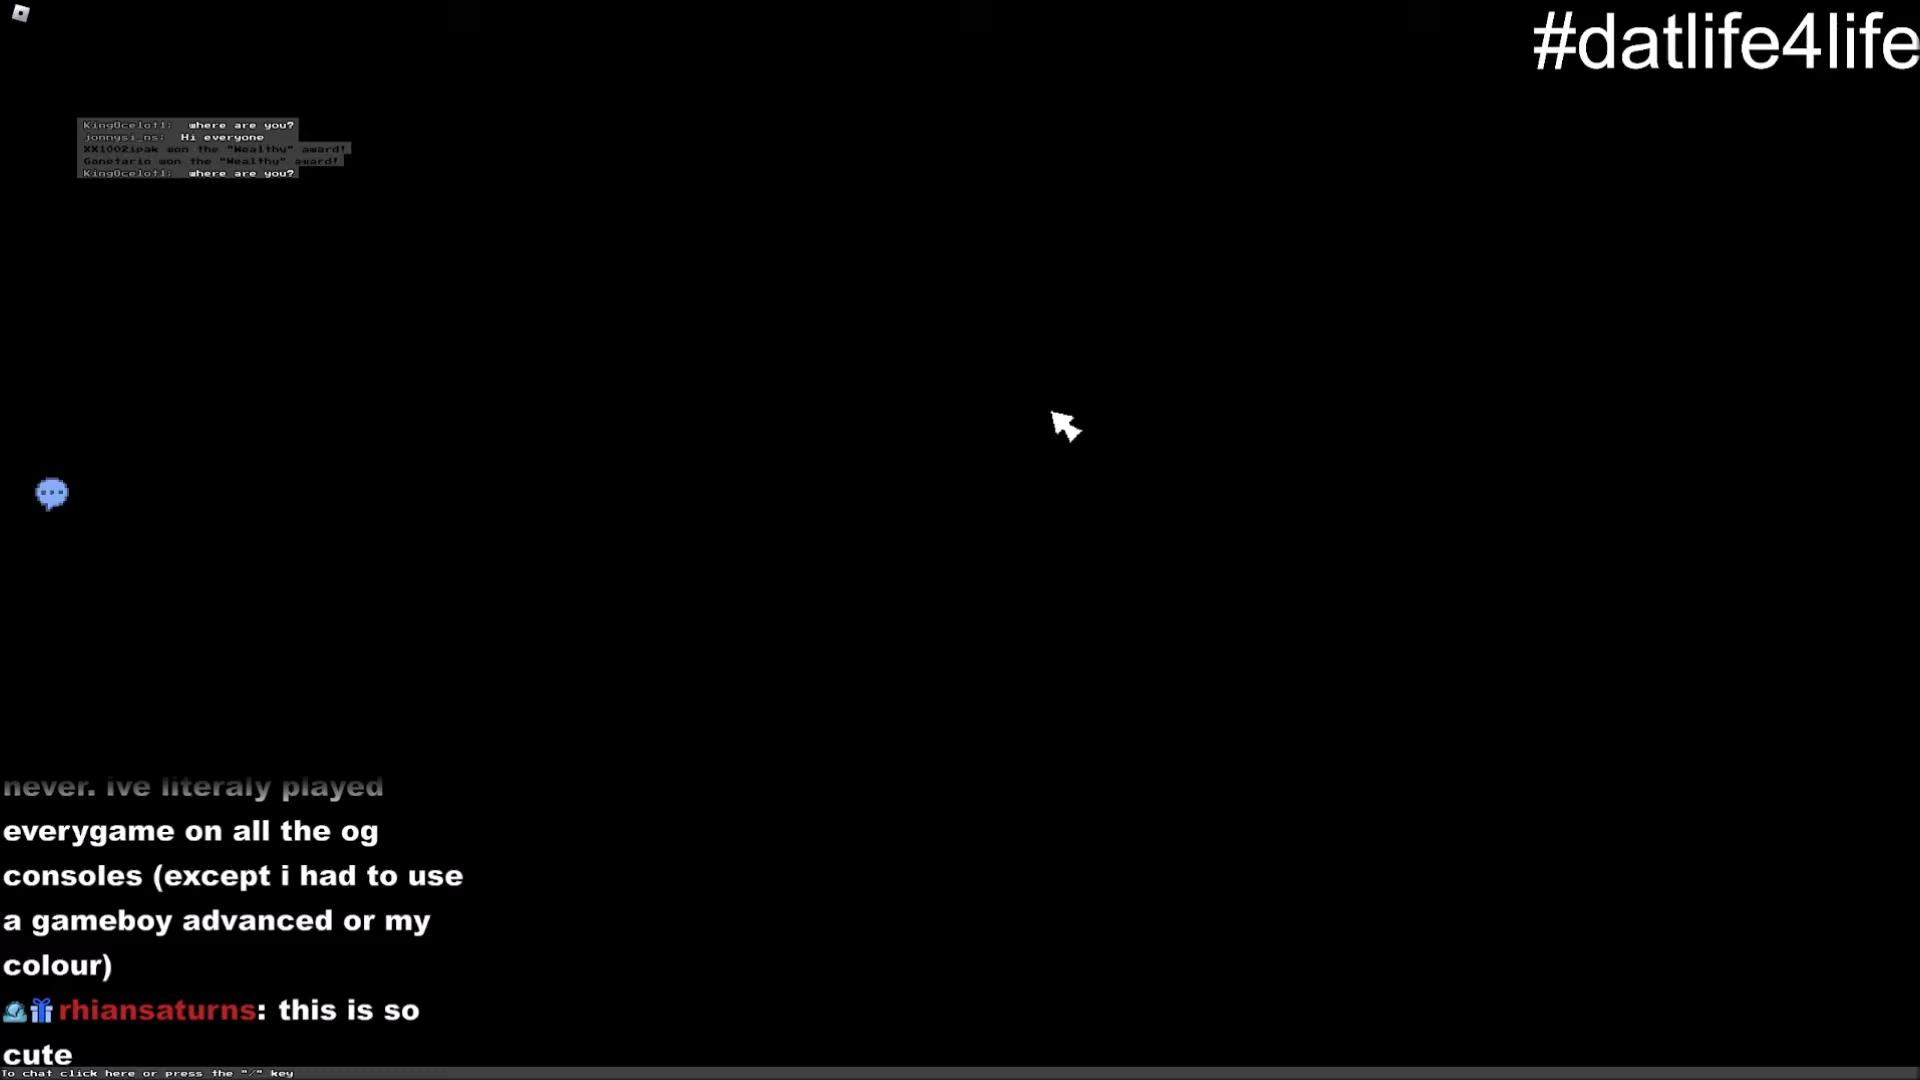 #datlife4life
KingOcelot1: where are you?
jonnysi_ns: Hi everyone
XX1002ipak won the "Wealthy" award!
Ganetario won the "Wealthy" award!
KingOcelot1: where are you?
never. ive literaly played
everygame on all the og
consoles (except i had to use
a gameboy advanced or my
colour)
rhiansaturns: this is so
cute
To chat click here or press the "/" key